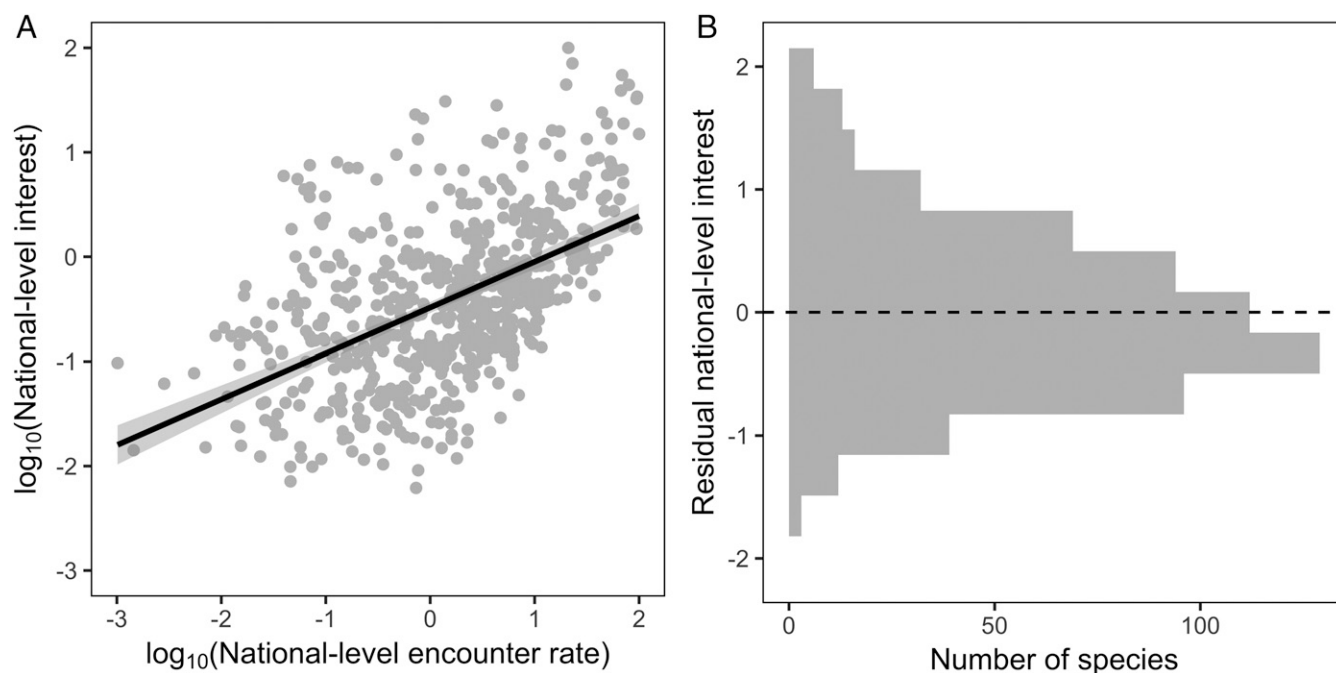 A
2
1
0
-1
-2
-3
log10(National-level interest)
-3 -2 -1 0 1 2
log10(National-level encounter rate)
B
2
1
0
-1
-2
Residual national-level interest
0 50 100
Number of species